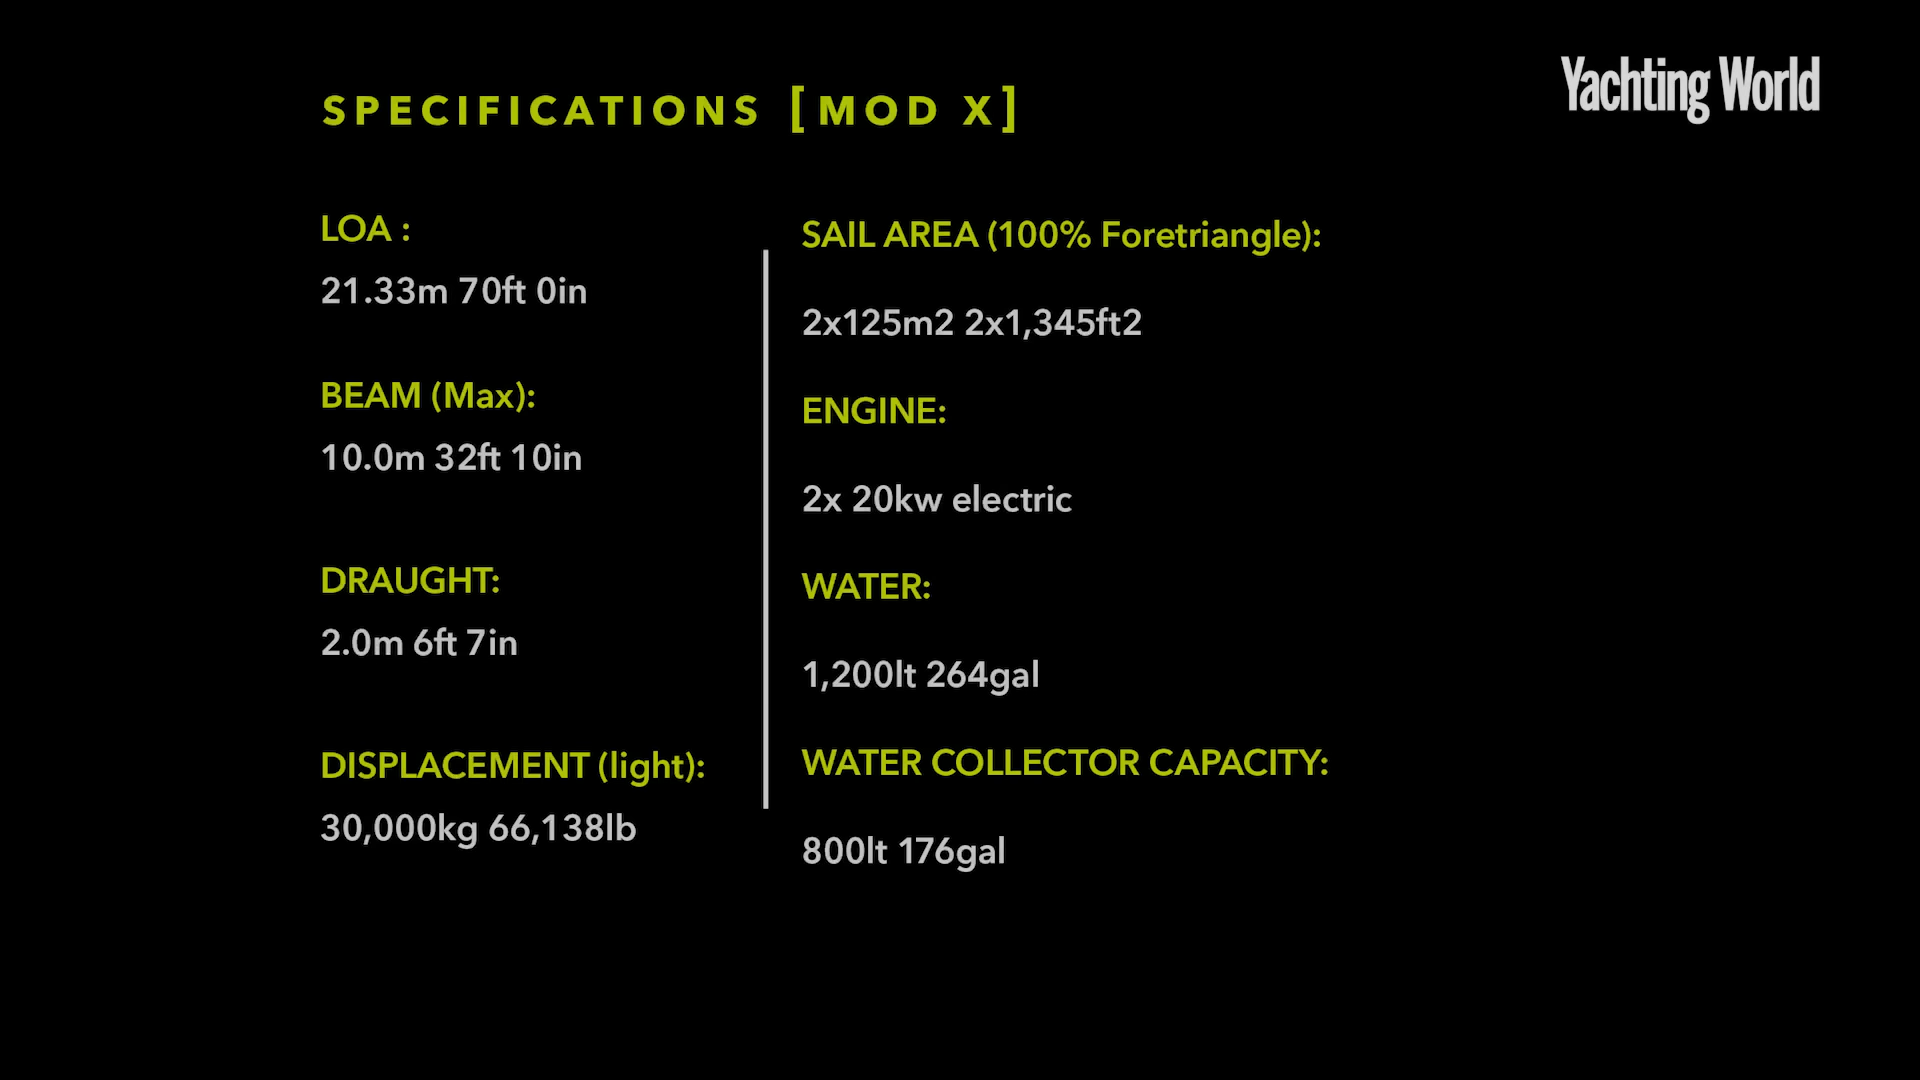 Yachting World
SPECIFICATIONS [MOD X]
LOA :
21.33m 70ft 0in
BEAM (Max):
10.0m 32ft 10in
DRAUGHT:
2.0m 6ft 7in
DISPLACEMENT (light):
30,000kg 66,138lb
SAIL AREA (100% Foretriangle):
2x125m2 2x1,345ft2
ENGINE:
2x 20kw electric
WATER:
1,200lt 264gal
WATER COLLECTOR CAPACITY:
800lt 176gal